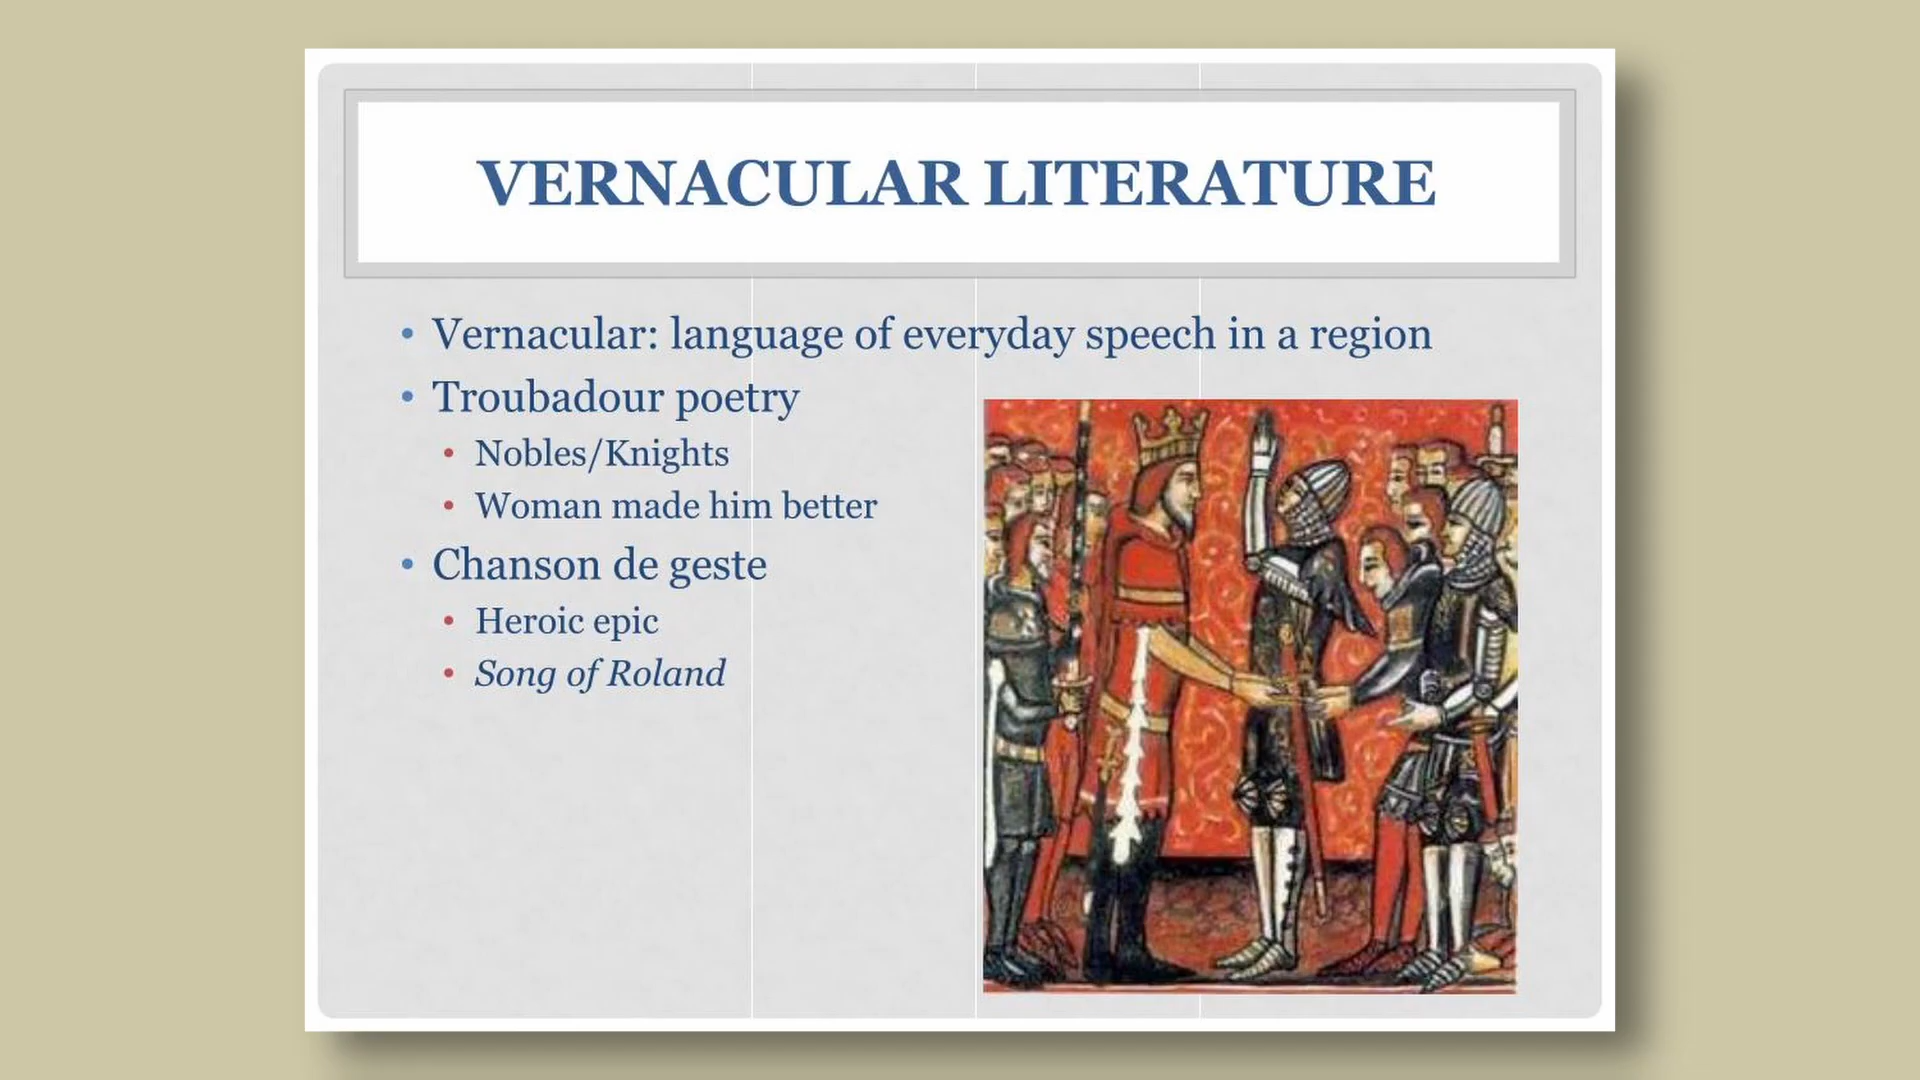 VERNACULAR LITERATURE
• Vernacular: language of everyday speech in a region
• Troubadour poetry
• Nobles/Knights
• Woman made him better
• Chanson de geste
• Heroic epic
• Song of Roland